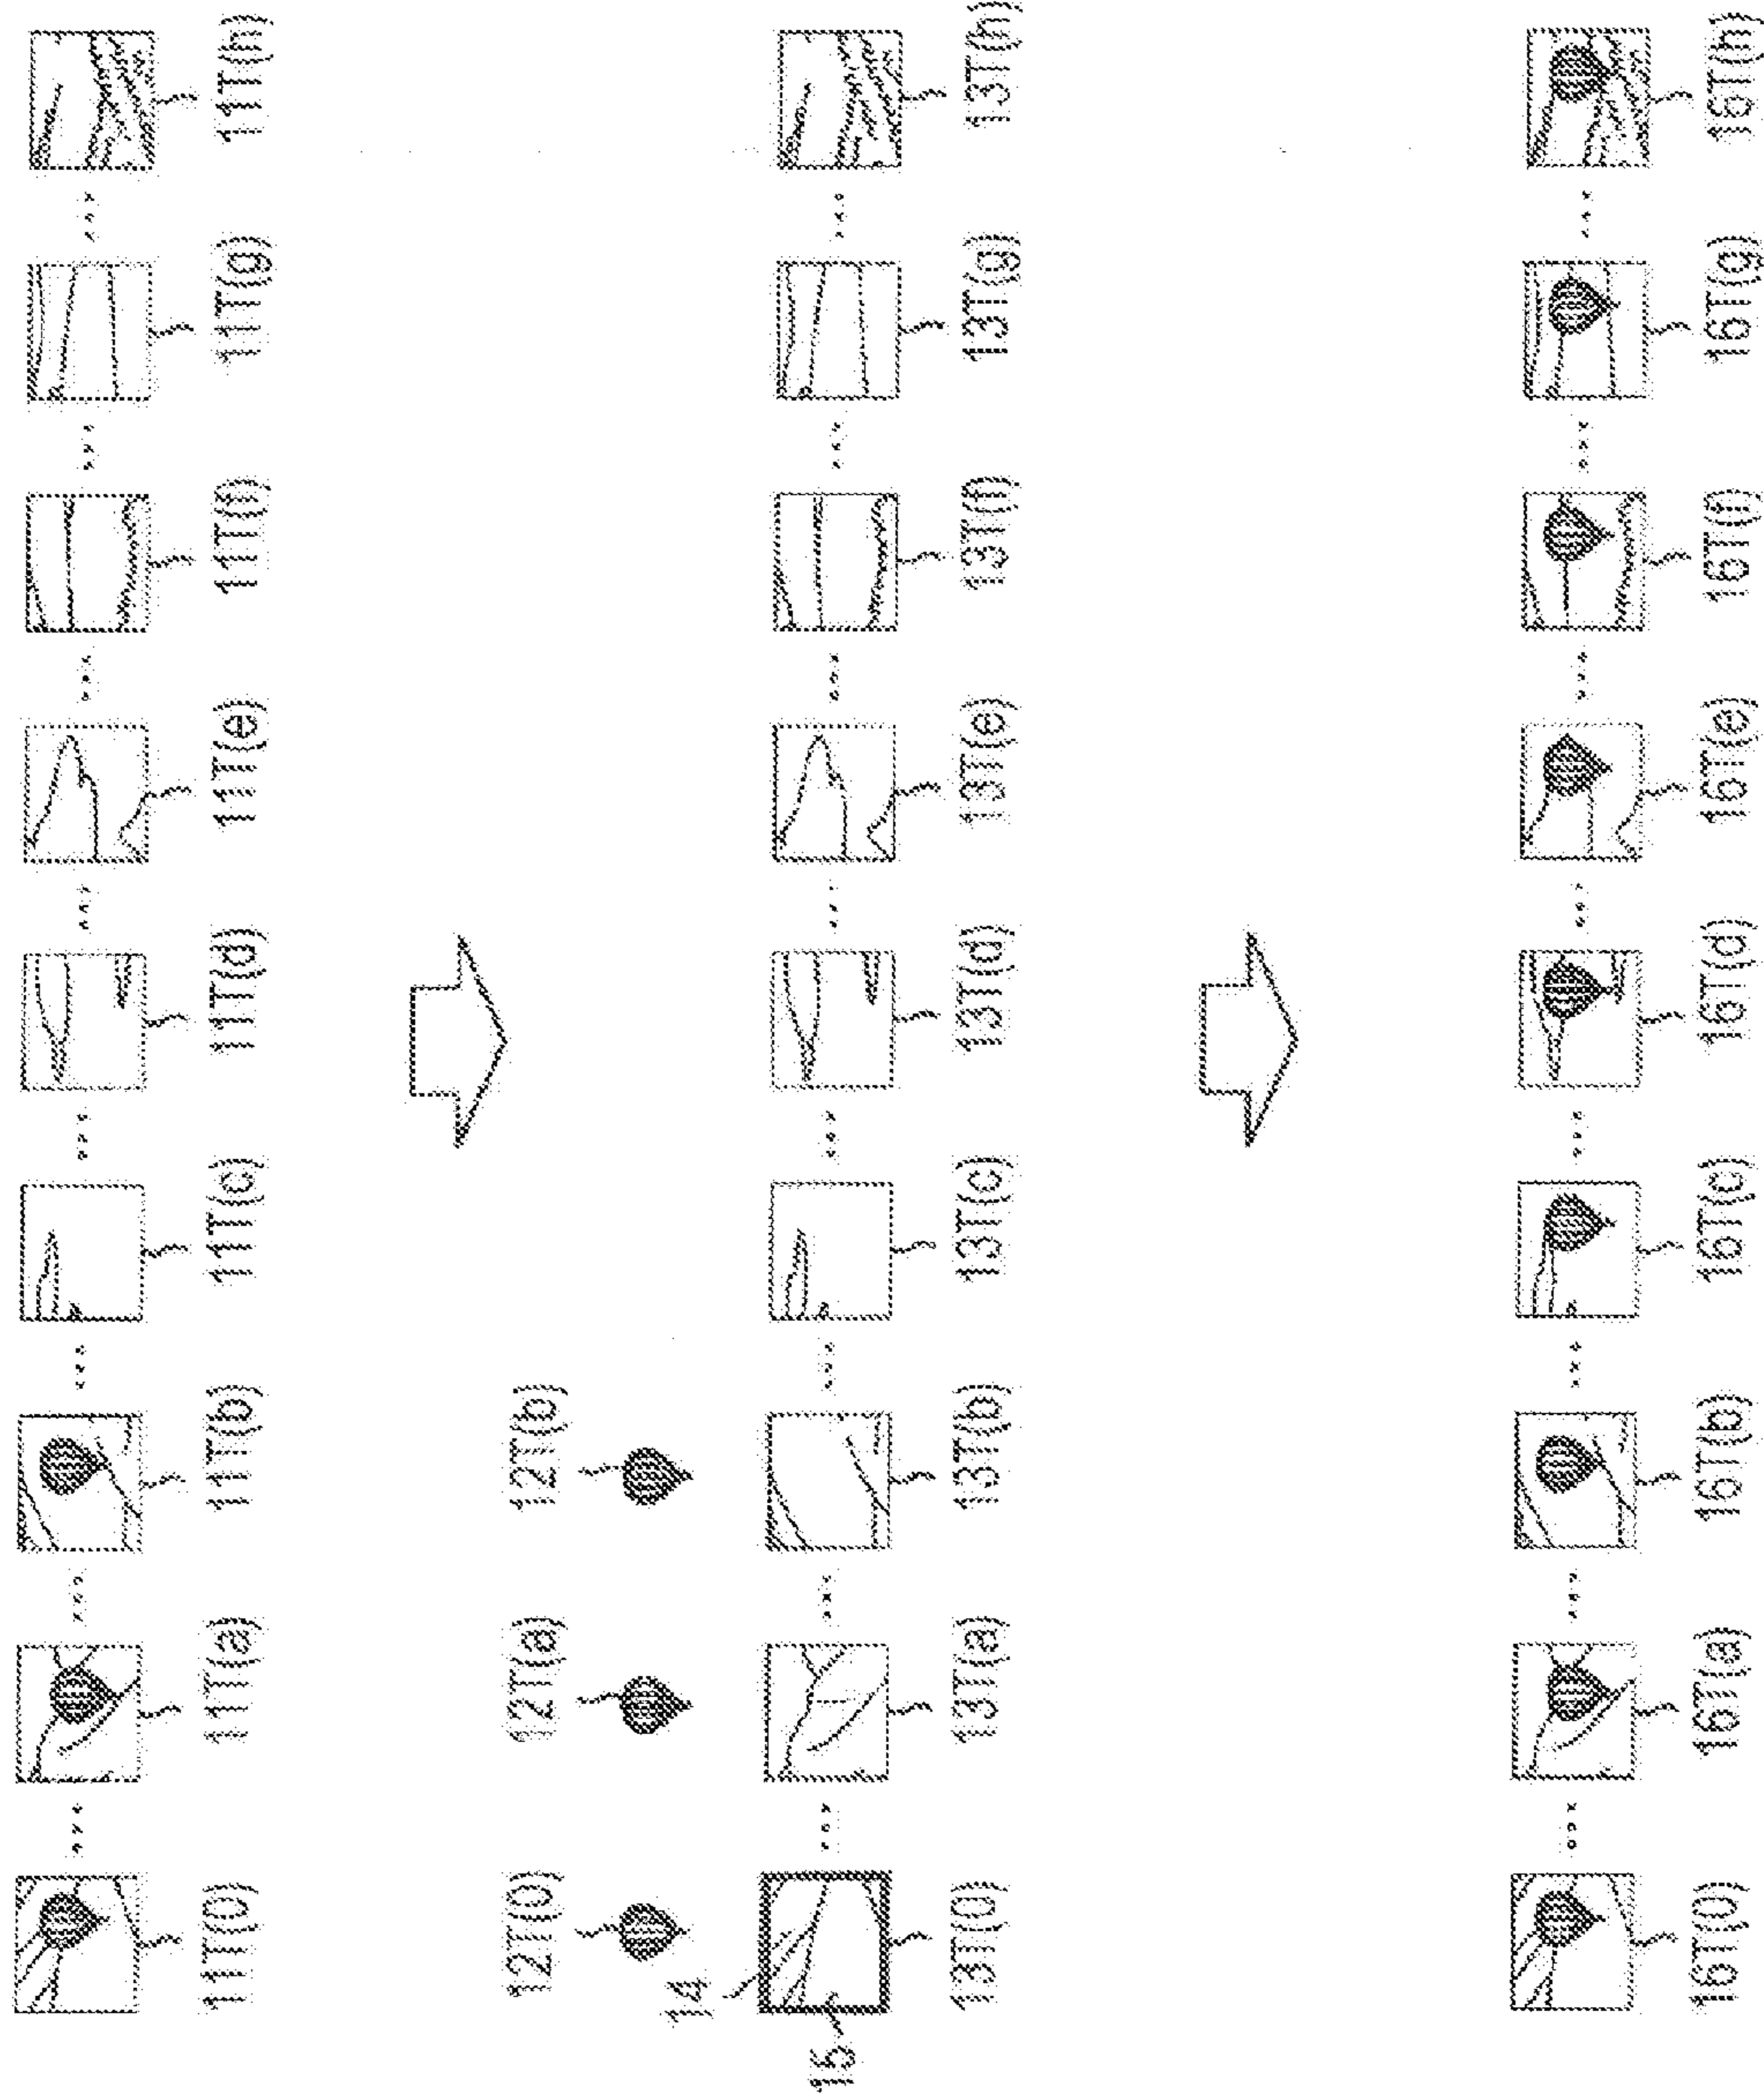 11T(0) 11T(a) 11T(b) 11T(c) 11T(d) 11T(e) 11T(f) 11T(g) 11T(h)
12T(0) 12T(a) 12T(b)
14
15
13T(0) 13T(a) 13T(b) 13T(c) 13T(d) 13T(e) 13T(f) 13T(g) 13T(h)
16T(0) 16T(a) 16T(b) 16T(c) 16T(d) 16T(e) 16T(f) 16T(g) 16T(h)